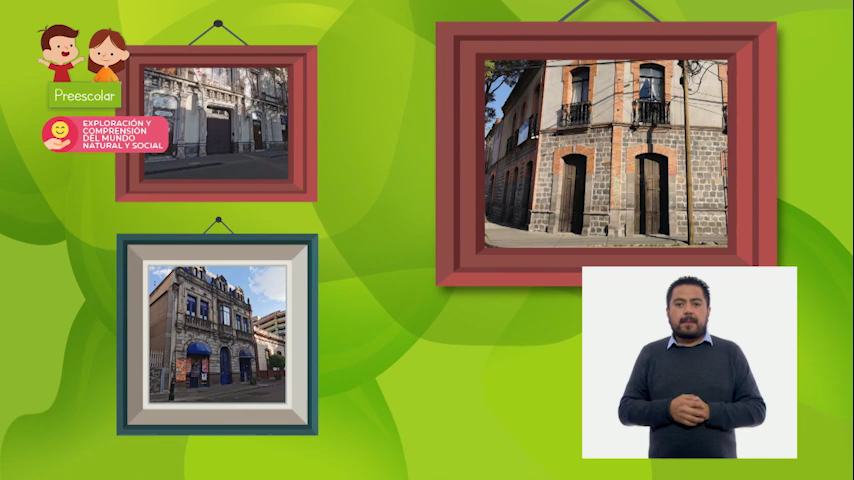 Preescolar
EXPLORACIÓN Y
COMPRENSIÓN
DEL MUNDO
NATURAL Y SOCIAL